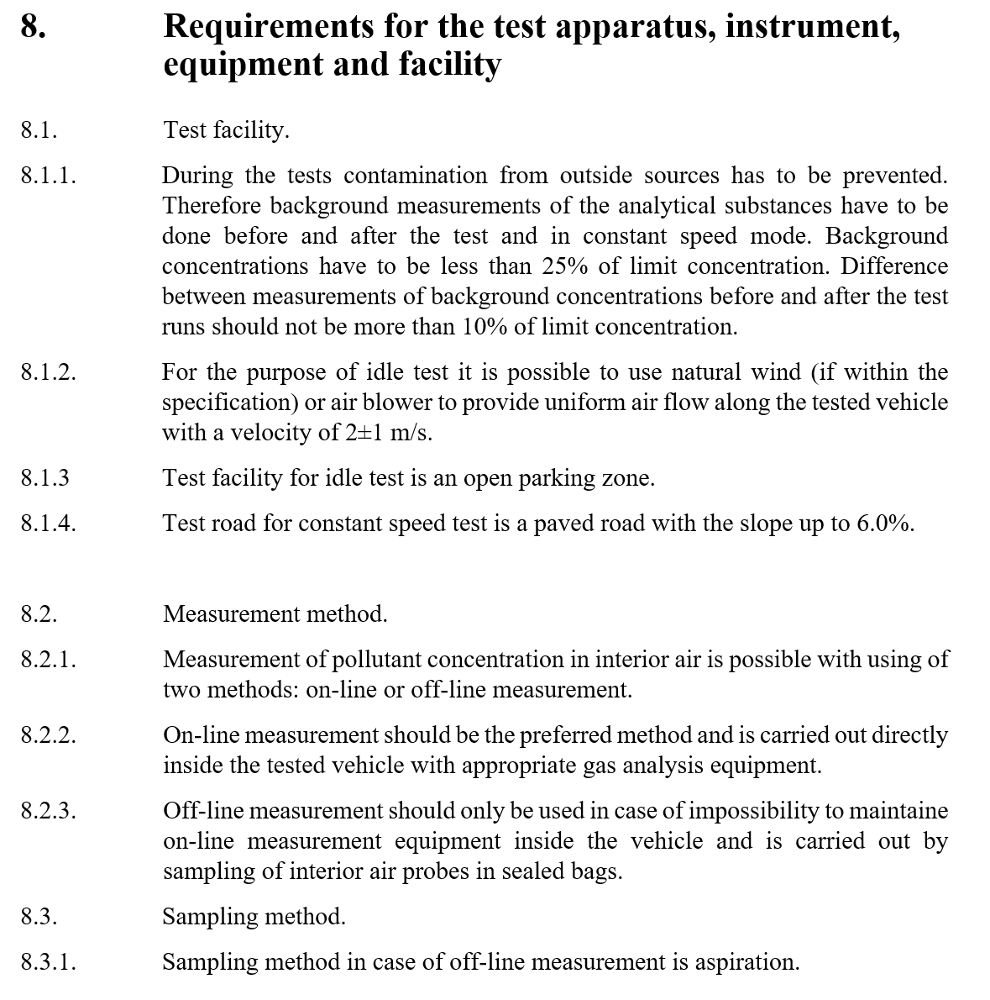 8. Requirements for the test apparatus, instrument,
equipment and facility
8.1. Test facility.
8.1.1. During the tests contamination from outside sources has to be prevented.
Therefore background measurements of the analytical substances have to be
done before and after the test and in constant speed mode. Background
concentrations have to be less than 25% of limit concentration. Difference
between measurements of background concentrations before and after the test
runs should not be more than 10% of limit concentration.
8.1.2. For the purpose of idle test it is possible to use natural wind (if within the
specification) or air blower to provide uniform air flow along the tested vehicle
with a velocity of 2±1 m/s.
8.1.3 Test facility for idle test is an open parking zone.
8.1.4. Test road for constant speed test is a paved road with the slope up to 6.0%.
8.2. Measurement method.
8.2.1. Measurement of pollutant concentration in interior air is possible with using of
two methods: on-line or off-line measurement.
8.2.2. On-line measurement should be the preferred method and is carried out directly
inside the tested vehicle with appropriate gas analysis equipment.
8.2.3. Off-line measurement should only be used in case of impossibility to maintaine
on-line measurement equipment inside the vehicle and is carried out by
sampling of interior air probes in sealed bags.
8.3. Sampling method.
8.3.1. Sampling method in case of off-line measurement is aspiration.